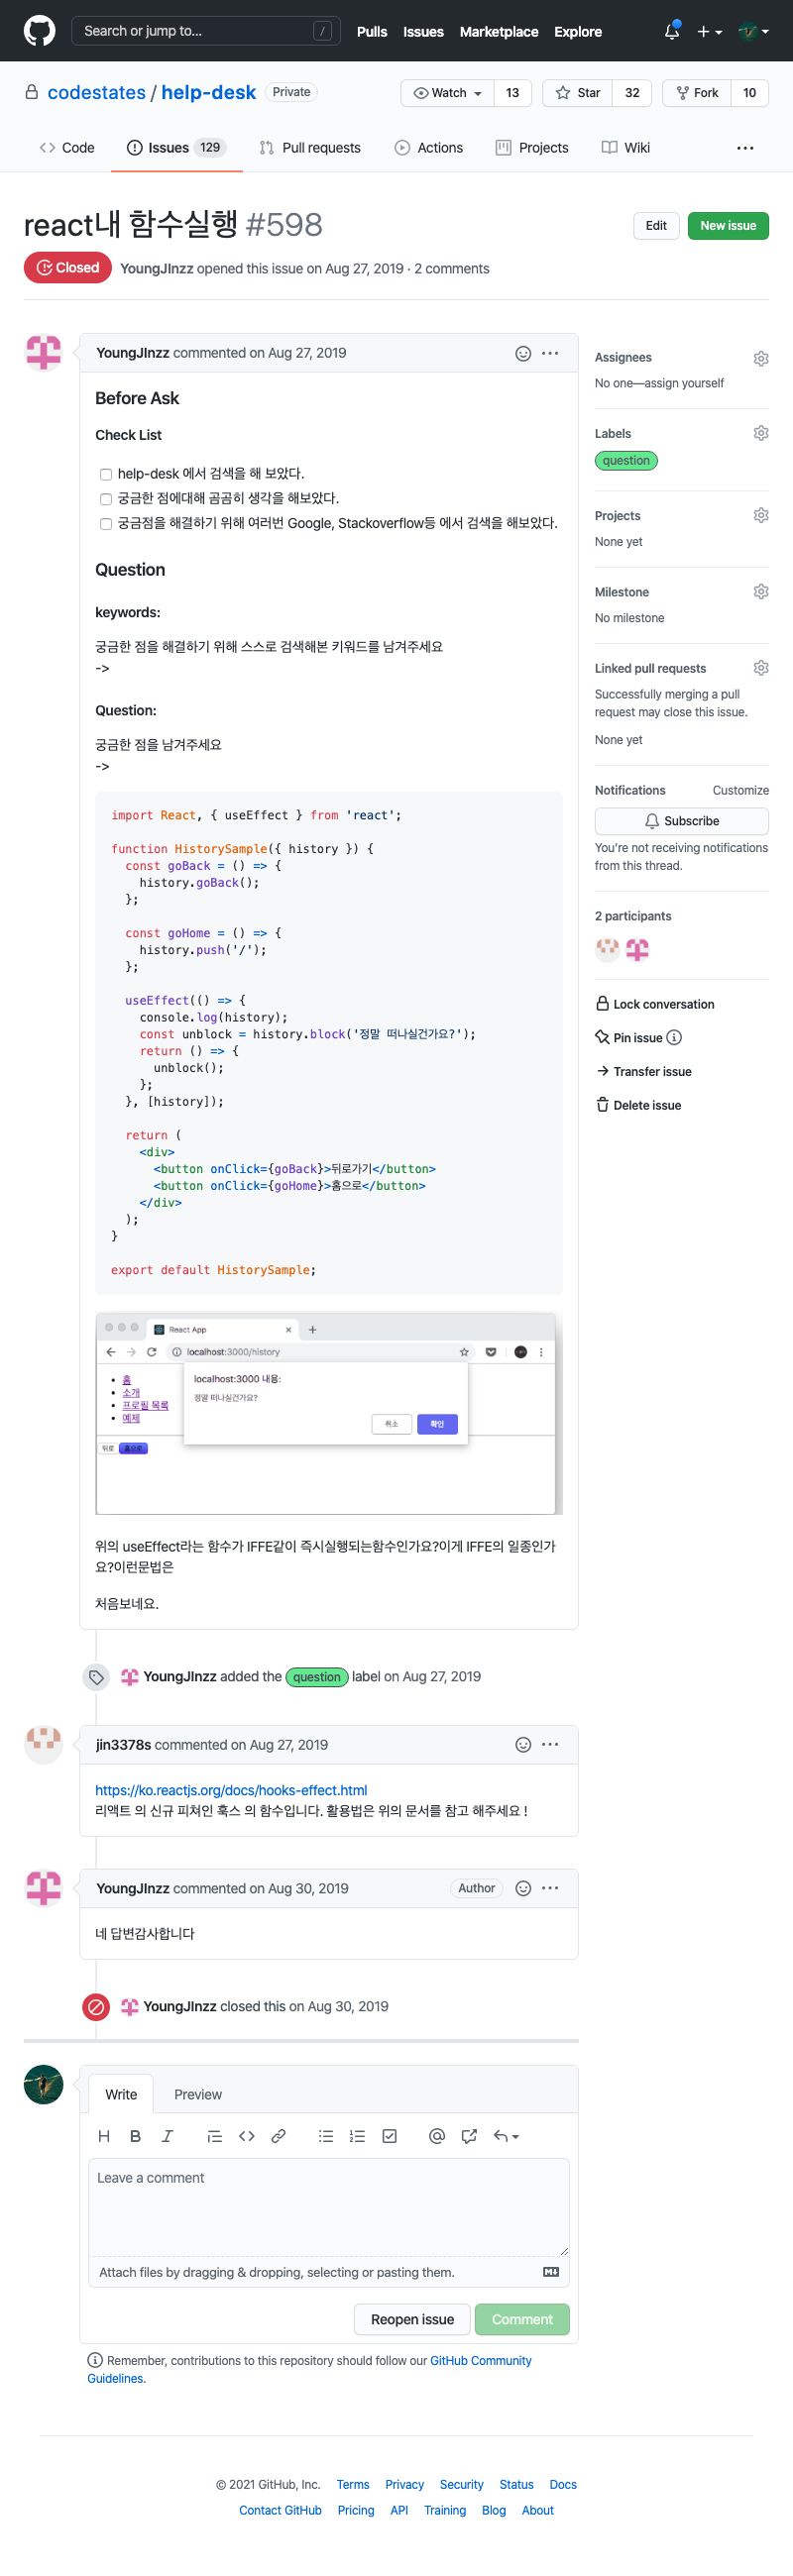 Search or jump to...
/
Pulls
Issues
Marketplace
Explore
codestates / help-desk
Private
Watch
13
Star
32
Fork
10
Code
Issues 129
Pull requests
Actions
Projects
Wiki
react내 함수실행 #598
Edit
New issue
Closed
YoungJInzz opened this issue on Aug 27, 2019 · 2 comments
YoungJInzz commented on Aug 27, 2019
Before Ask
Check List
help-desk 에서 검색을 해 보았다.
궁금한 점에대해 곰곰히 생각을 해보았다.
궁금점을 해결하기 위해 여러번 Google, Stackoverflow등 에서 검색을 해보았다.
Question
keywords:
궁금한 점을 해결하기 위해 스스로 검색해본 키워드를 남겨주세요
->
Question:
궁금한 점을 남겨주세요
->
import React, { useEffect } from 'react';
function HistorySample({ history }) {
const goBack = () => {
history.goBack();
};
const goHome = () => {
history.push('/');
};
useEffect(() => {
console.log(history);
const unblock = history.block('정말 떠나실건가요?');
return () => {
unblock();
};
}, [history]);
return (
<div>
<button onClick={goBack}>뒤로가기</button>
<button onClick={goHome}>홈으로</button>
</div>
);
}
export default HistorySample;
React App
localhost:3000/history
홈
소개
프로필 목록
예제
localhost:3000 내용:
정말 떠나실건가요?
취소
확인
뒤로
홈으로
위의 useEffect라는 함수가 IFFE같이 즉시실행되는함수인가요?이게 IFFE의 일종인가
요?이런문법은
처음보네요.
YoungJInzz added the question label on Aug 27, 2019
jin3378s commented on Aug 27, 2019
https://ko.reactjs.org/docs/hooks-effect.html
리액트 의 신규 피쳐인 훅스 의 함수입니다. 활용법은 위의 문서를 참고 해주세요 !
YoungJInzz commented on Aug 30, 2019
Author
네 답변감사합니다
YoungJInzz closed this on Aug 30, 2019
Write
Preview
Leave a comment
Attach files by dragging & dropping, selecting or pasting them.
Reopen issue
Comment
Remember, contributions to this repository should follow our GitHub Community
Guidelines.
Assignees
No one—assign yourself
Labels
question
Projects
None yet
Milestone
No milestone
Linked pull requests
Successfully merging a pull
request may close this issue.
None yet
Notifications
Customize
Subscribe
You're not receiving notifications
from this thread.
2 participants
Lock conversation
Pin issue
Transfer issue
Delete issue
© 2021 GitHub, Inc.
Terms
Privacy
Security
Status
Docs
Contact GitHub
Pricing
API
Training
Blog
About